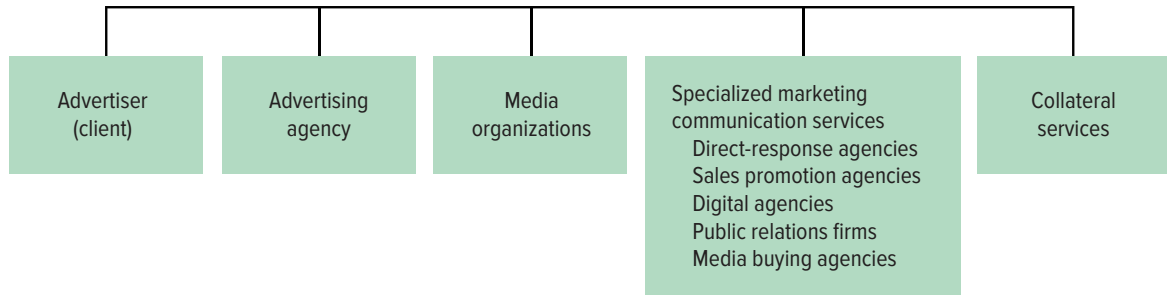 Advertiser
(client)
Advertising
agency
Media
organizations
Specialized marketing
communication services
Direct-response agencies
Sales promotion agencies
Digital agencies
Public relations firms
Media buying agencies
Collateral
services